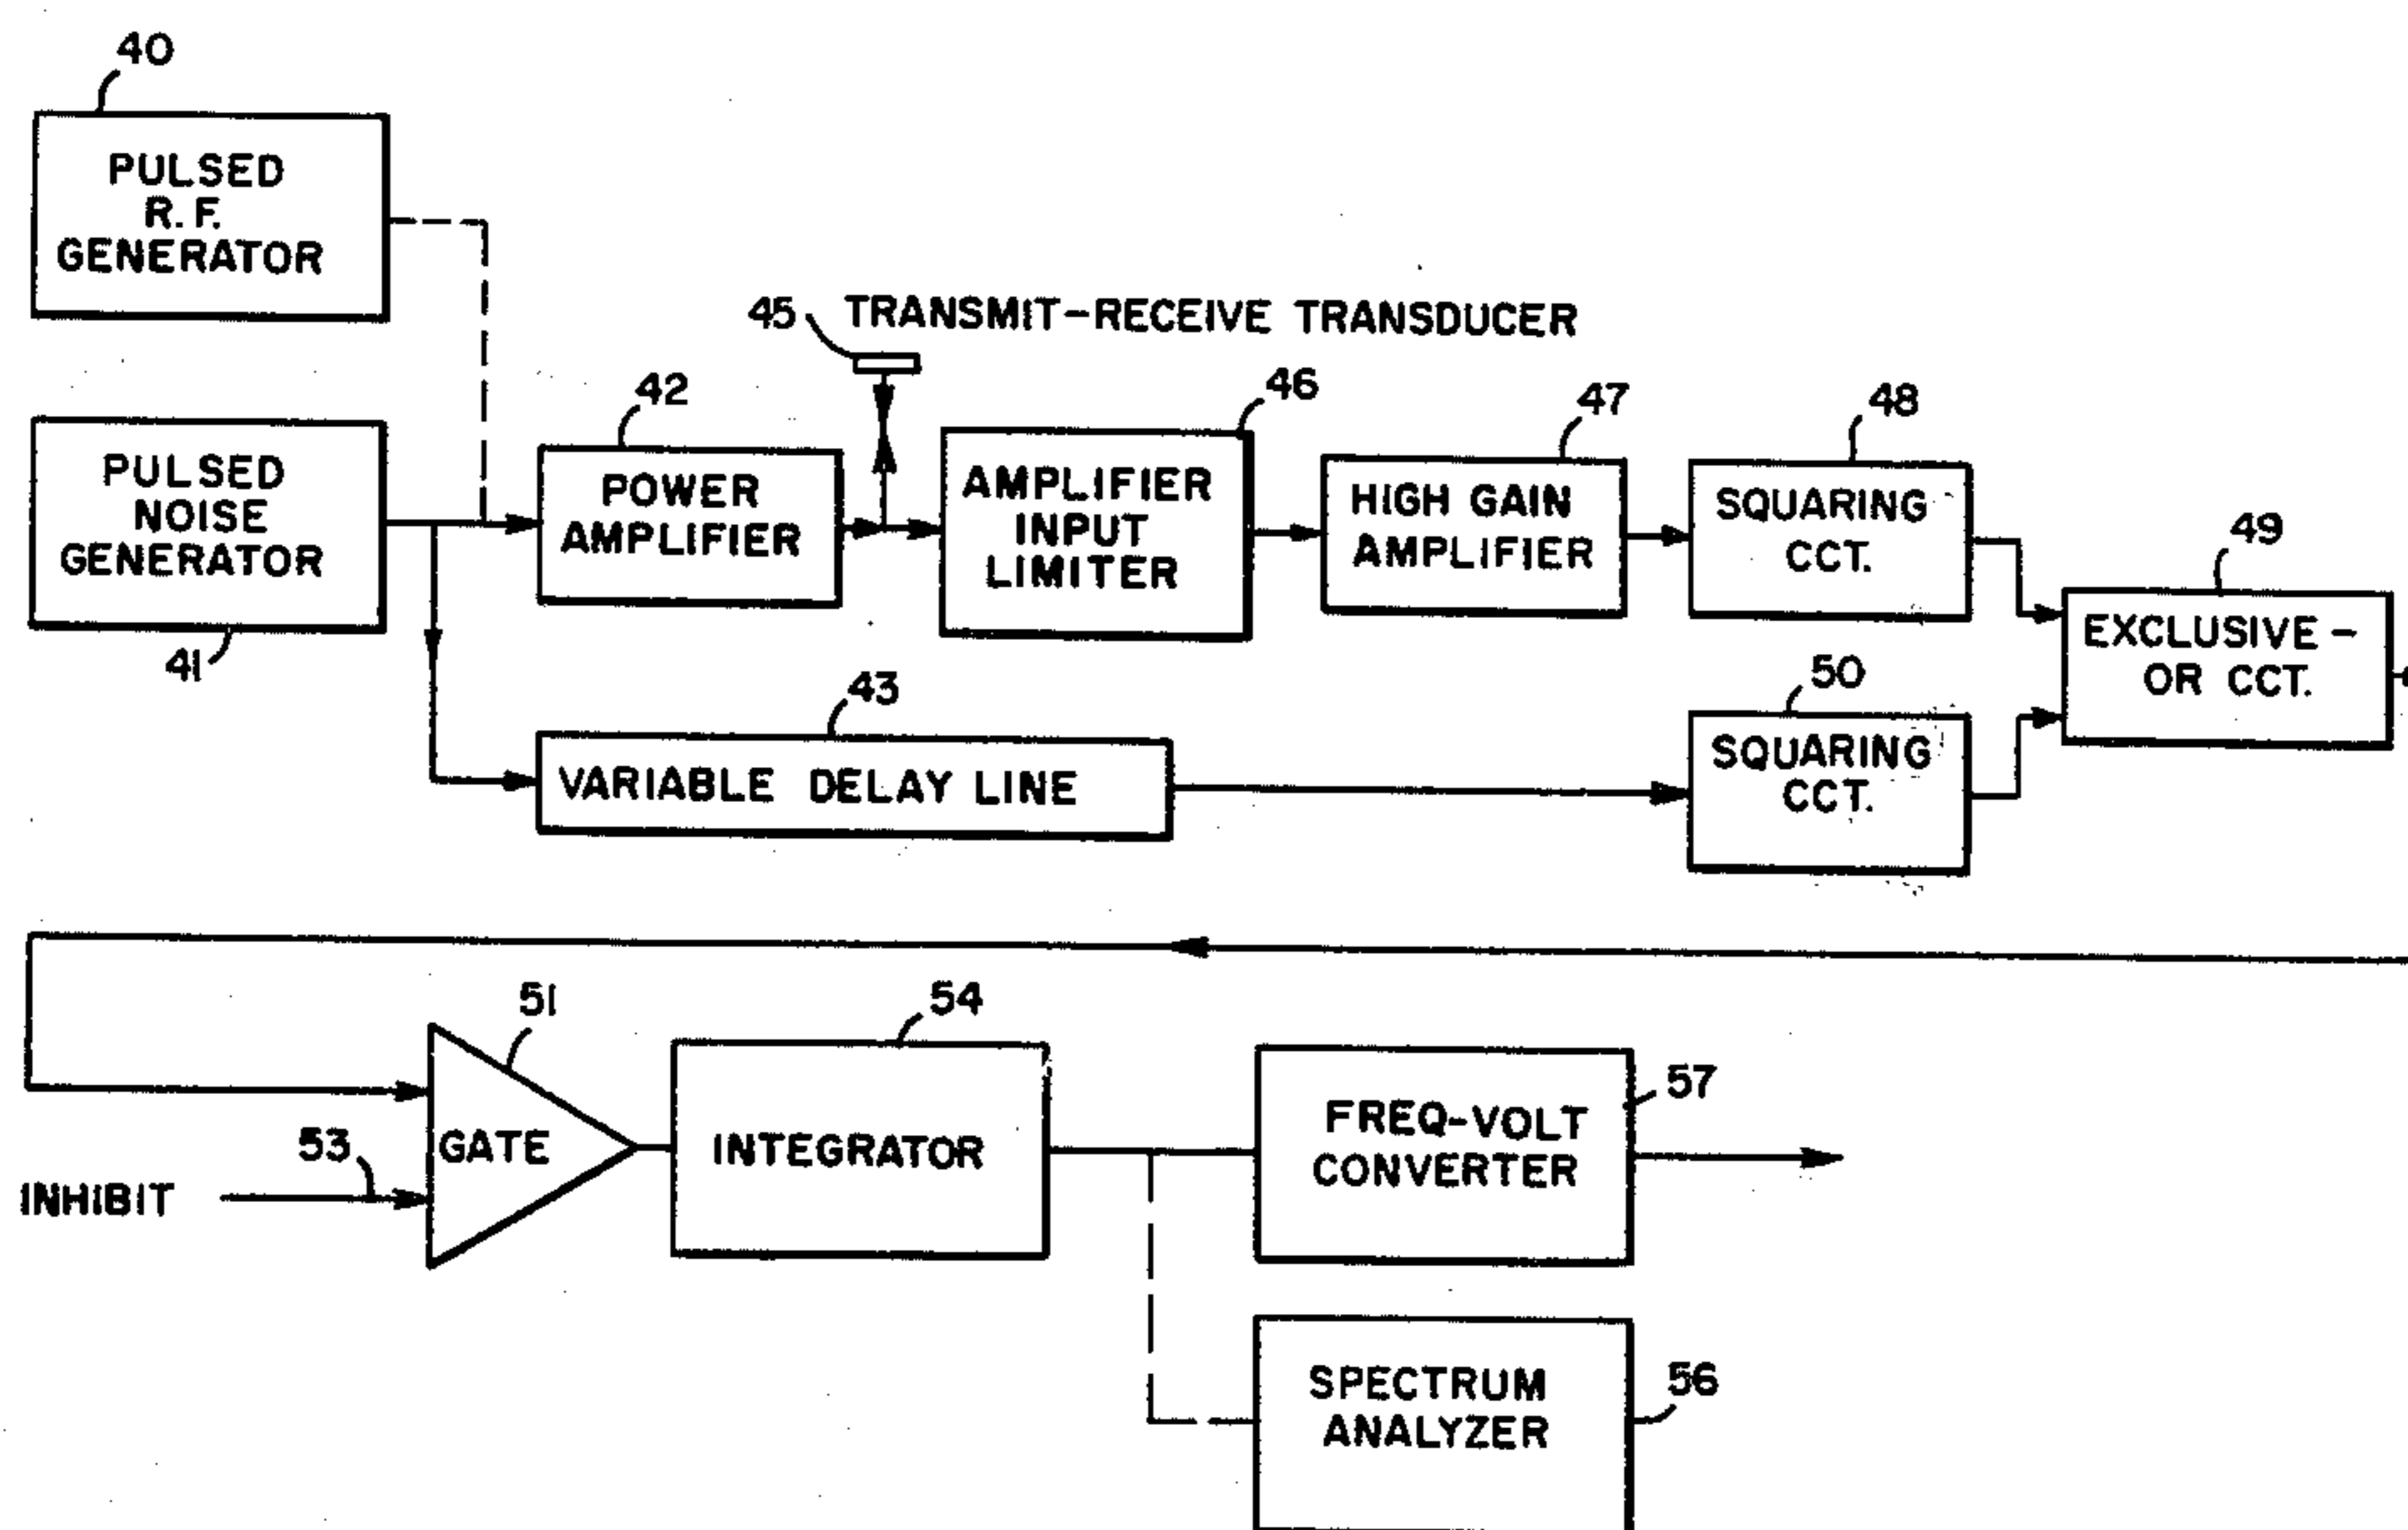 40
PULSED
R. F.
GENERATOR
45
TRANSMIT-RECEIVE TRANSDUCER
42
46
47
48
PULSED
NOISE
GENERATOR
41
POWER
AMPLIFIER
AMPLIFIER
INPUT
LIMITER
HIGH GAIN
AMPLIFIER
SQUARING
CCT.
49
EXCLUSIVE-
OR CCT.
43
VARIABLE DELAY LINE
50
SQUARING
CCT.
51
GATE
53
INHIBIT
54
INTEGRATOR
57
FREQ-VOLT
CONVERTER
56
SPECTRUM
ANALYZER